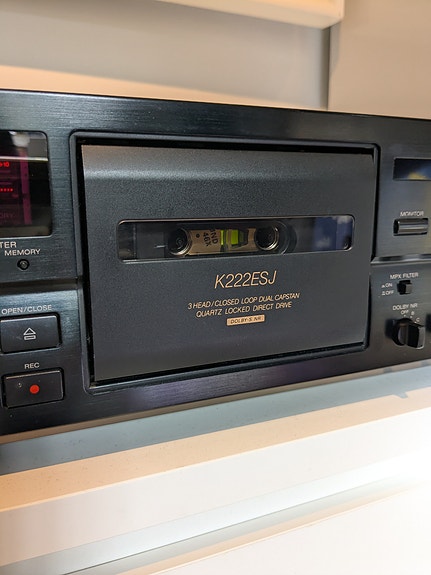 TER
MEMORY
OPEN/CLOSE
REC
K222ESJ
3 HEAD/CLOSED LOOP DUAL CAPSTAN
QUARTZ LOCKED DIRECT DRIVE
DOLBY-S NR
MONITOR
MPX FILTER
ON
OFF
DOLBY NR
OFF